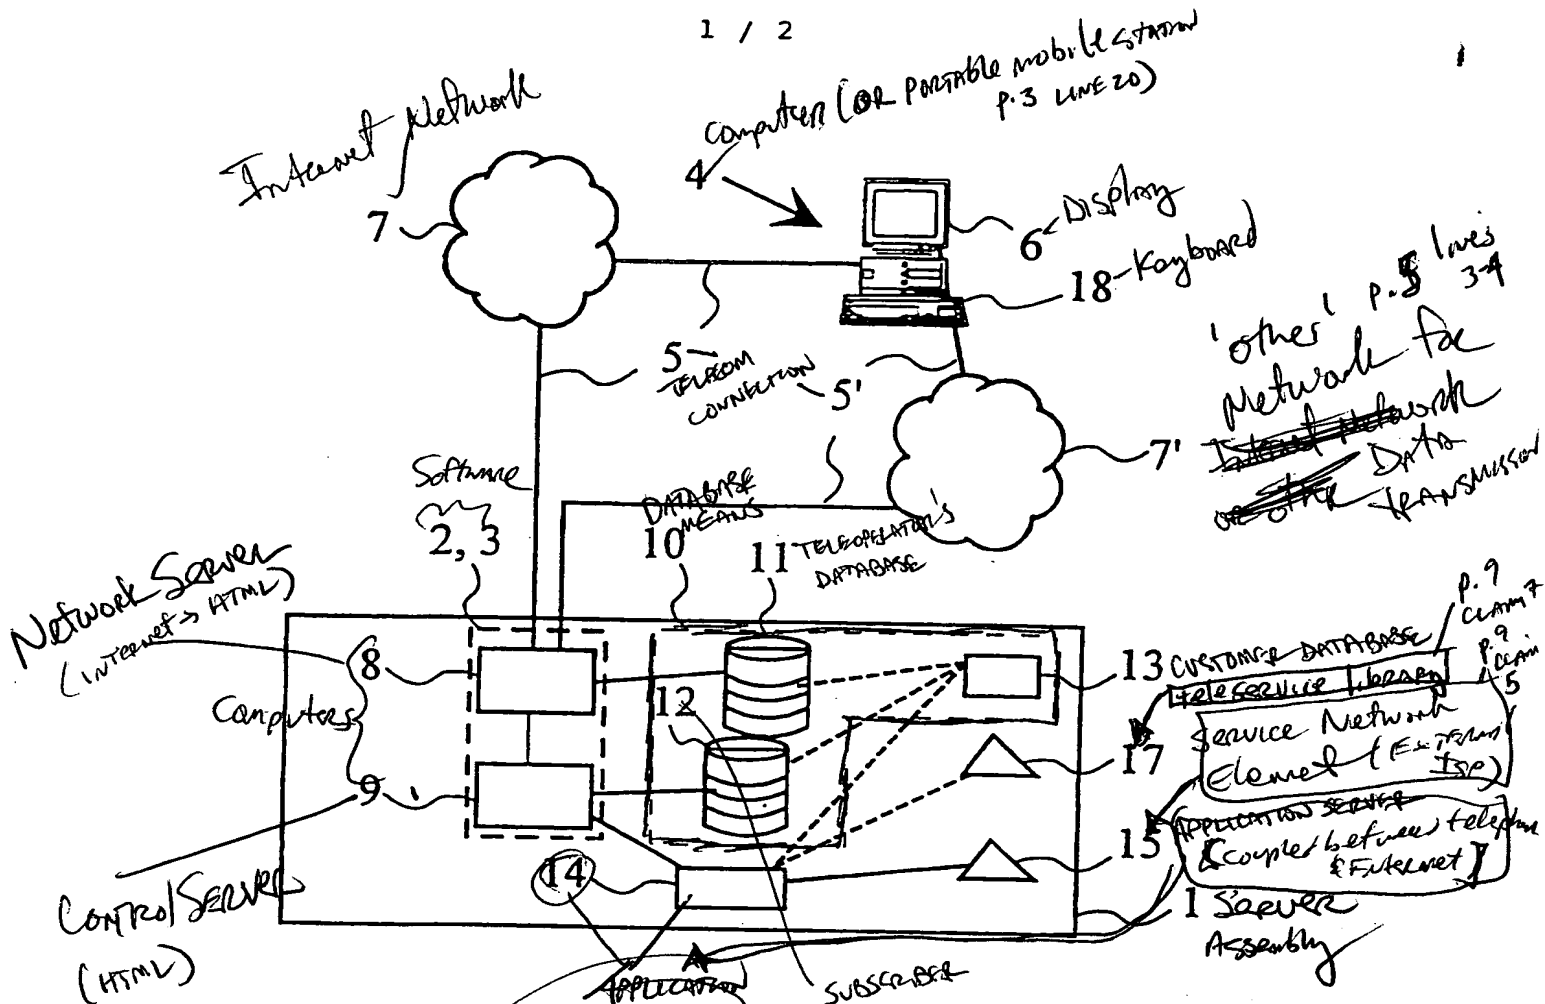 1 / 2
Internet Network
7
Computer (OR PORTABLE mobile STATION
p.3 LINE 20)
4
6
DISPLAY
18-Keyboard
'other' p.5 lines
3-4
Network for
Data
TRANSMISSION
7'
5
TELECOM
CONNECTION
5'
Software
2, 3
DATABASE
MEANS
10
11
TELEOPERATOR'S
DATABASE
Network Server
(INTERNET → HTML)
8
Computers
9
Control Server
(HTML)
12
13 CUSTOMER DATABASE
p.9
CLAIM 7
teleservice library
p.9
CLAIM
5
17
Service Network
Element (EXTERNAL
ISP)
15
APPLICATION SERVER
(coupled between telephone
& Internet)
14
1 Server
Assembly
APPLICATION
SUBSCRIBER